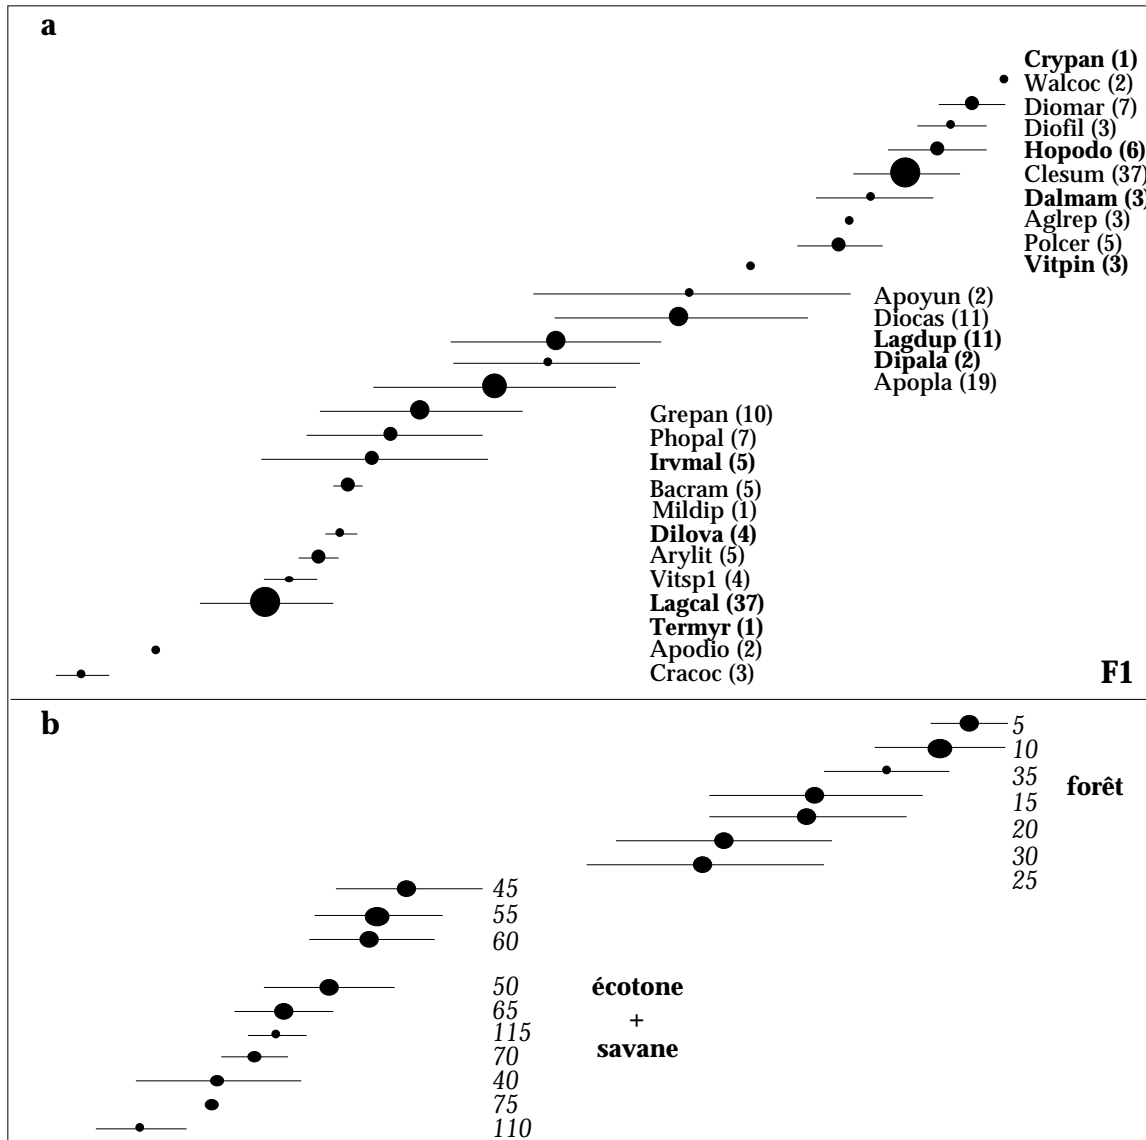 a
Crypan (1)
Walcoc (2)
Diomar (7)
Diofil (3)
Hopodo (6)
Clesum (37)
Dalmam (3)
Aglrep (3)
Polcer (5)
Vitpin (3)
Apoyun (2)
Diocas (11)
Lagdup (11)
Dipala (2)
Apopla (19)
Grepan (10)
Phopal (7)
Irvmal (5)
Bacram (5)
Mildip (1)
Dilova (4)
Arylit (5)
Vitsp1 (4)
Lagcal (37)
Termyr (1)
Apodio (2)
Cracoc (3)
F1
b
5
10
35
forêt
15
20
30
25
45
55
60
50
écotone
65
+
115
savane
70
40
75
110